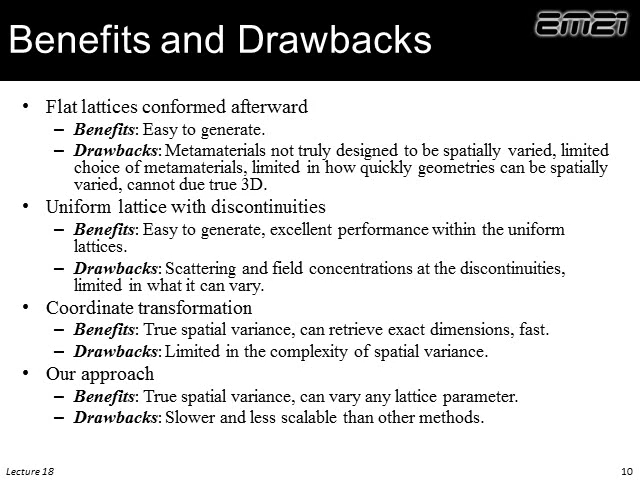 Benefits and Drawbacks
EM21
• Flat lattices conformed afterward
– Benefits: Easy to generate.
– Drawbacks: Metamaterials not truly designed to be spatially varied, limited
choice of metamaterials, limited in how quickly geometries can be spatially
varied, cannot due true 3D.
• Uniform lattice with discontinuities
– Benefits: Easy to generate, excellent performance within the uniform
lattices.
– Drawbacks: Scattering and field concentrations at the discontinuities,
limited in what it can vary.
• Coordinate transformation
– Benefits: True spatial variance, can retrieve exact dimensions, fast.
– Drawbacks: Limited in the complexity of spatial variance.
• Our approach
– Benefits: True spatial variance, can vary any lattice parameter.
– Drawbacks: Slower and less scalable than other methods.
Lecture 18
10